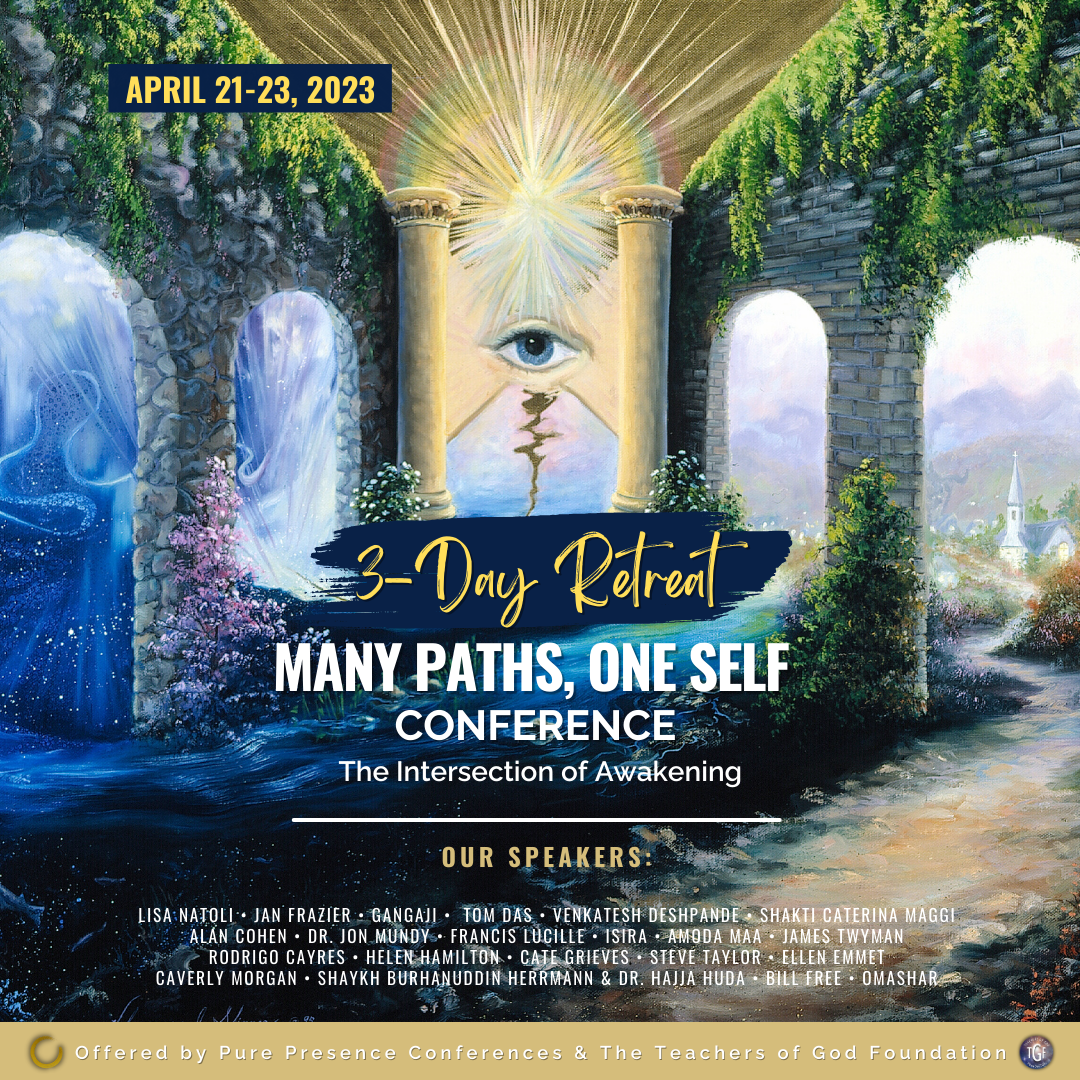 APRIL 21-23, 2023
3-Day Retreat
MANY PATHS, ONE SELF
CONFERENCE
The Intersection of Awakening
OUR SPEAKERS:
LISA NATOLI • JAN FRAZIER • GANGAJI • TOM DAS • VENKATESH DESHPANDE • SHAKTI CATERINA MAGGI
ALAN COHEN • DR. JON MUNDY • FRANCIS LUCILLE • ISIRA • AMODA MAA • JAMES TWYMAN
RODRIGO CAYRES • HELEN HAMILTON • CATE GRIEVES • STEVE TAYLOR • ELLEN EMMET
CAVERLY MORGAN • SHAYKH BURHANUDDIN HERRMANN & DR. HAJJA HUDA • BILL FREE • OMASHAR
Offered by Pure Presence Conferences & The Teachers of God Foundation
TGF